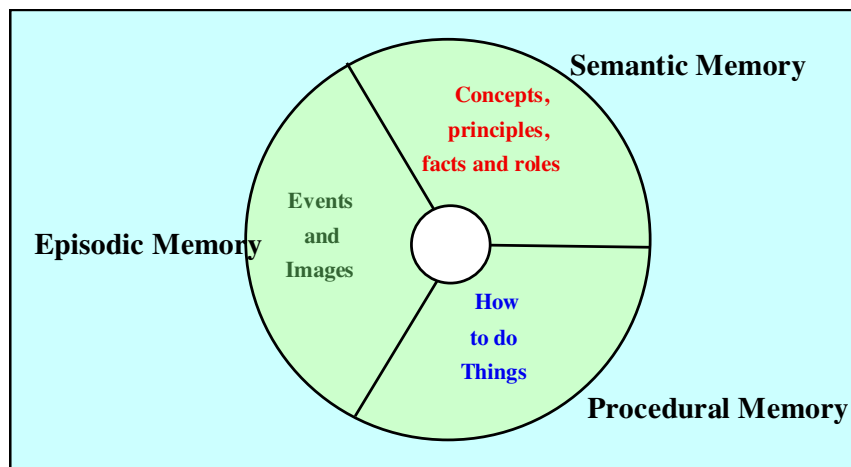 Semantic Memory
Concepts,
principles,
facts and roles
Events
and
Images
Episodic Memory
How
to do
Things
Procedural Memory